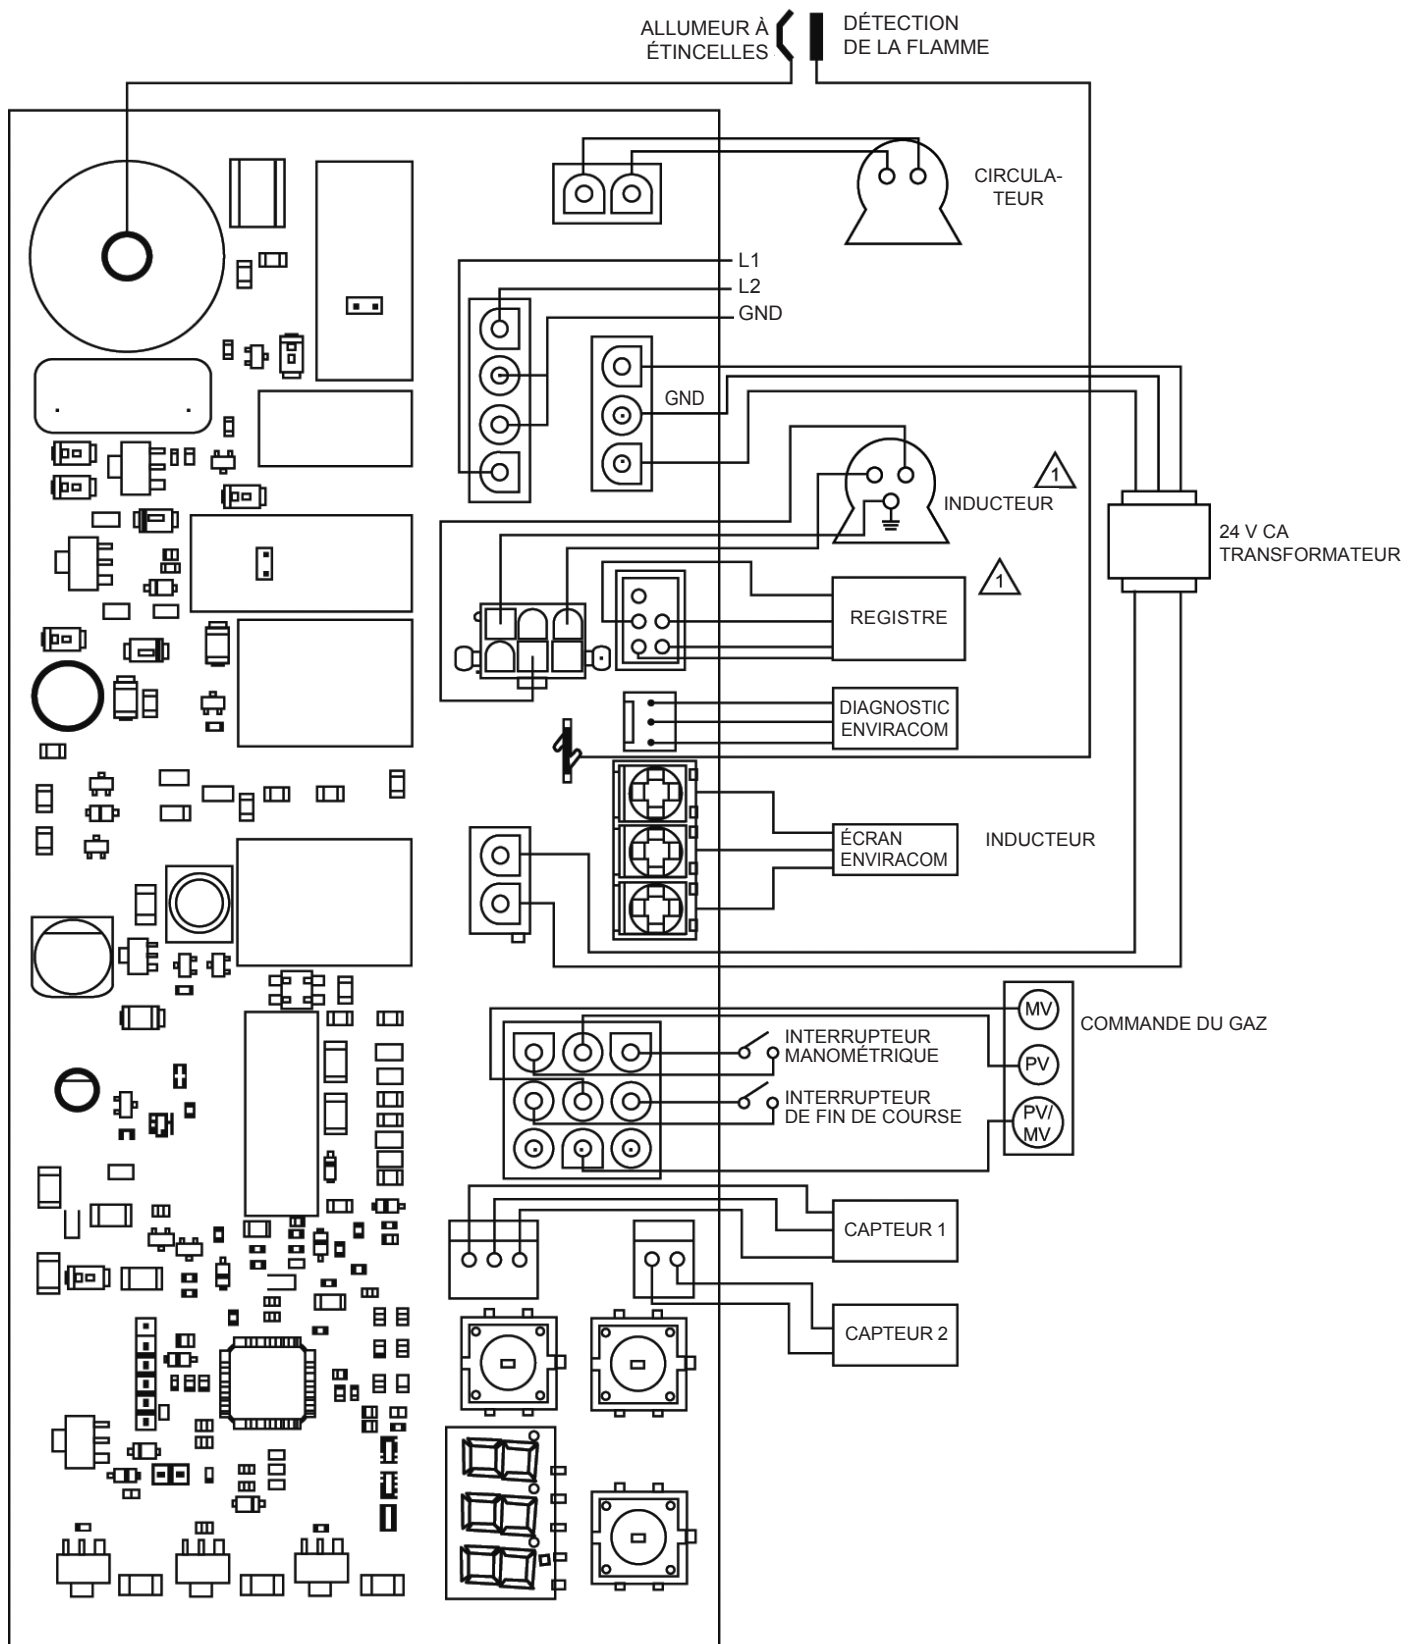 ALLUMEUR À
ÉTINCELLES
DÉTECTION
DE LA FLAMME
CIRCULA-
TEUR
L1
L2
GND
GND
INDUCTEUR
1
24 V CA
TRANSFORMATEUR
1
REGISTRE
DIAGNOSTIC
ENVIRACOM
ÉCRAN
ENVIRACOM
INDUCTEUR
MV
COMMANDE DU GAZ
INTERRUPTEUR
MANOMÉTRIQUE
PV
INTERRUPTEUR
DE FIN DE COURSE
PV/
MV
CAPTEUR 1
CAPTEUR 2